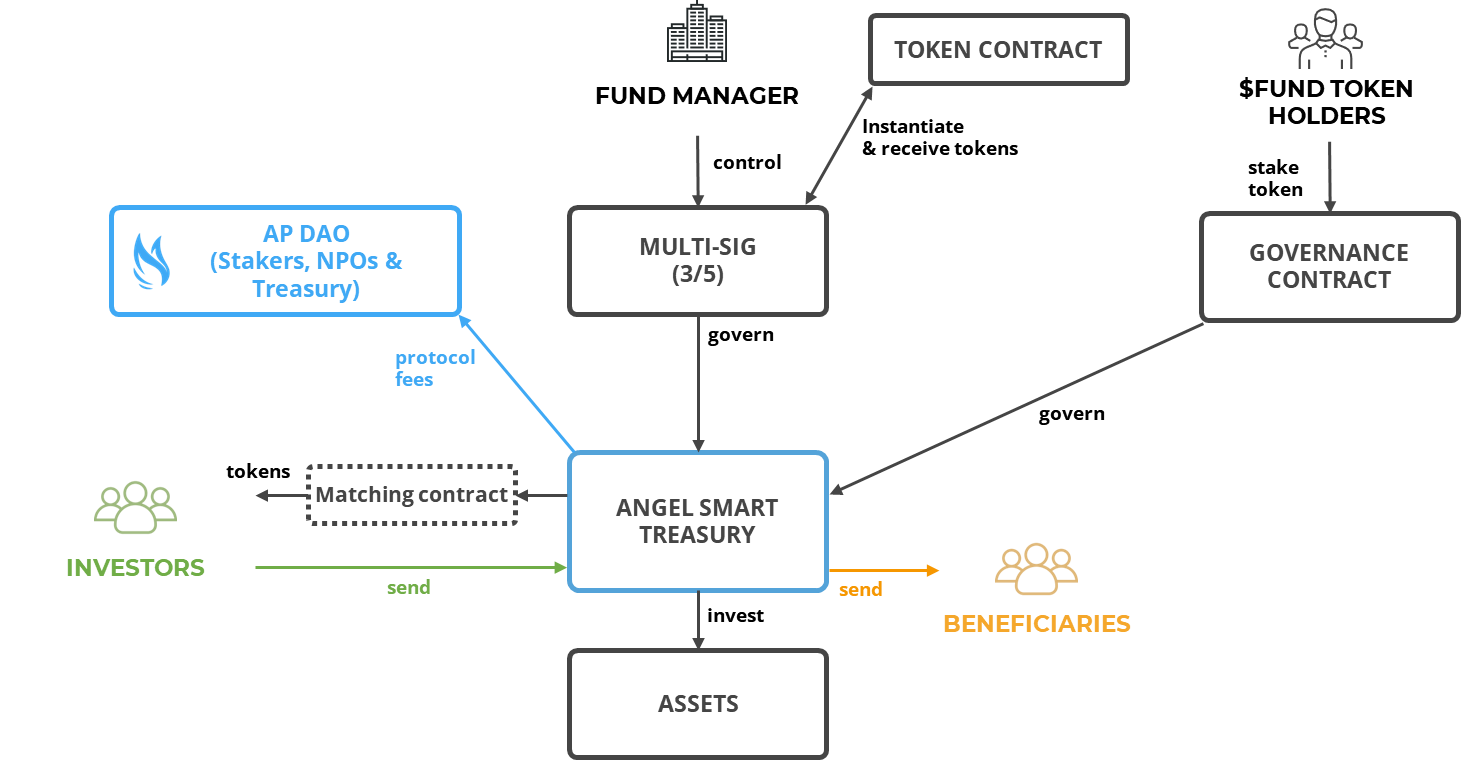 FUND MANAGER
TOKEN CONTRACT
$FUND TOKEN
HOLDERS
Instantiate
& receive tokens
control
stake
token
AP DAO
(Stakers, NPOs &
Treasury)
MULTI-SIG
(3/5)
GOVERNANCE
CONTRACT
govern
protocol
fees
govern
tokens
Matching contract
ANGEL SMART
TREASURY
INVESTORS
send
send
BENEFICIARIES
invest
ASSETS